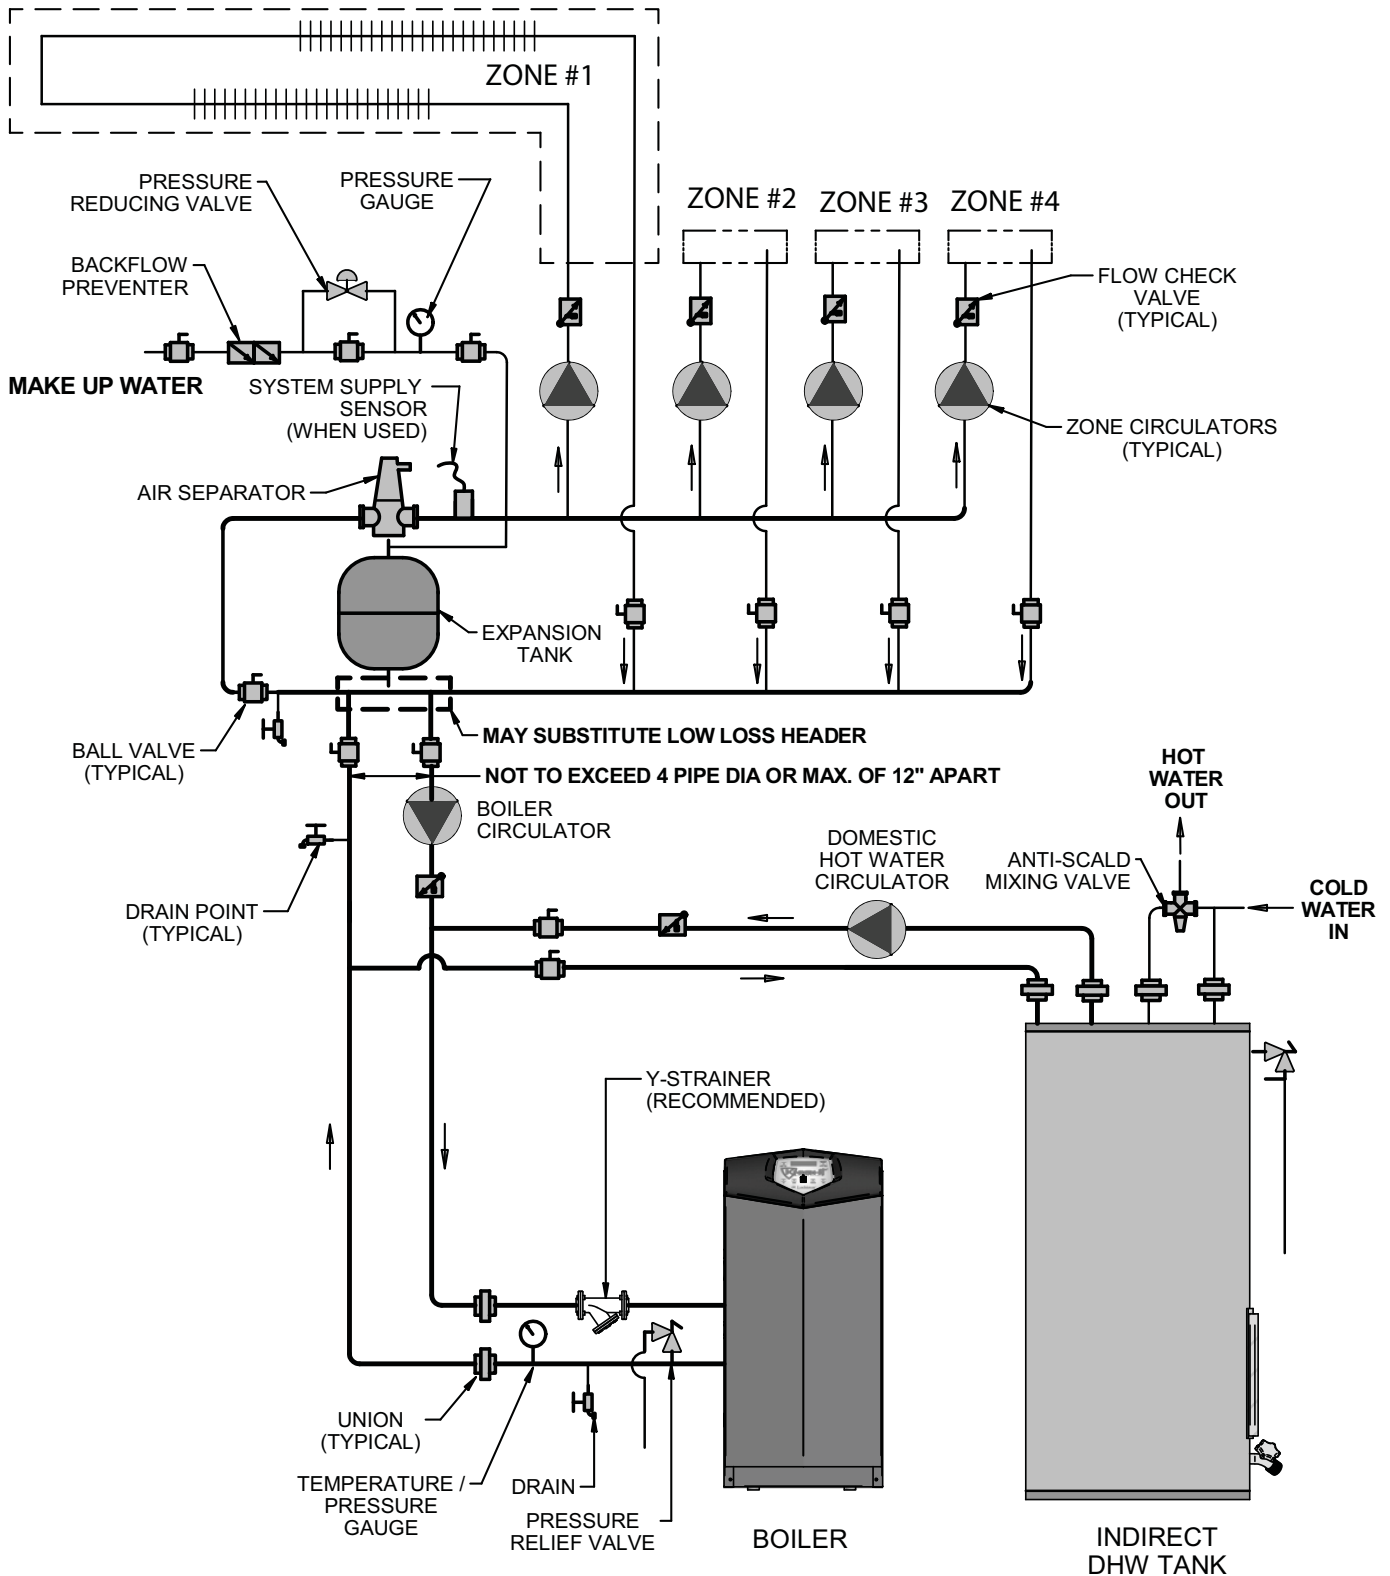 ZONE #1
PRESSURE
REDUCING VALVE
PRESSURE
GAUGE
ZONE #2
ZONE #3
ZONE #4
BACKFLOW
PREVENTER
FLOW CHECK
VALVE
(TYPICAL)
MAKE UP WATER
SYSTEM SUPPLY
SENSOR
(WHEN USED)
ZONE CIRCULATORS
(TYPICAL)
AIR SEPARATOR
EXPANSION
TANK
BALL VALVE
(TYPICAL)
MAY SUBSTITUTE LOW LOSS HEADER
NOT TO EXCEED 4 PIPE DIA OR MAX. OF 12" APART
HOT
WATER
OUT
BOILER
CIRCULATOR
DOMESTIC
HOT WATER
CIRCULATOR
ANTI-SCALD
MIXING VALVE
COLD
WATER
IN
DRAIN POINT
(TYPICAL)
Y-STRAINER
(RECOMMENDED)
UNION
(TYPICAL)
TEMPERATURE /
PRESSURE
GAUGE
DRAIN
PRESSURE
RELIEF VALVE
BOILER
INDIRECT
DHW TANK